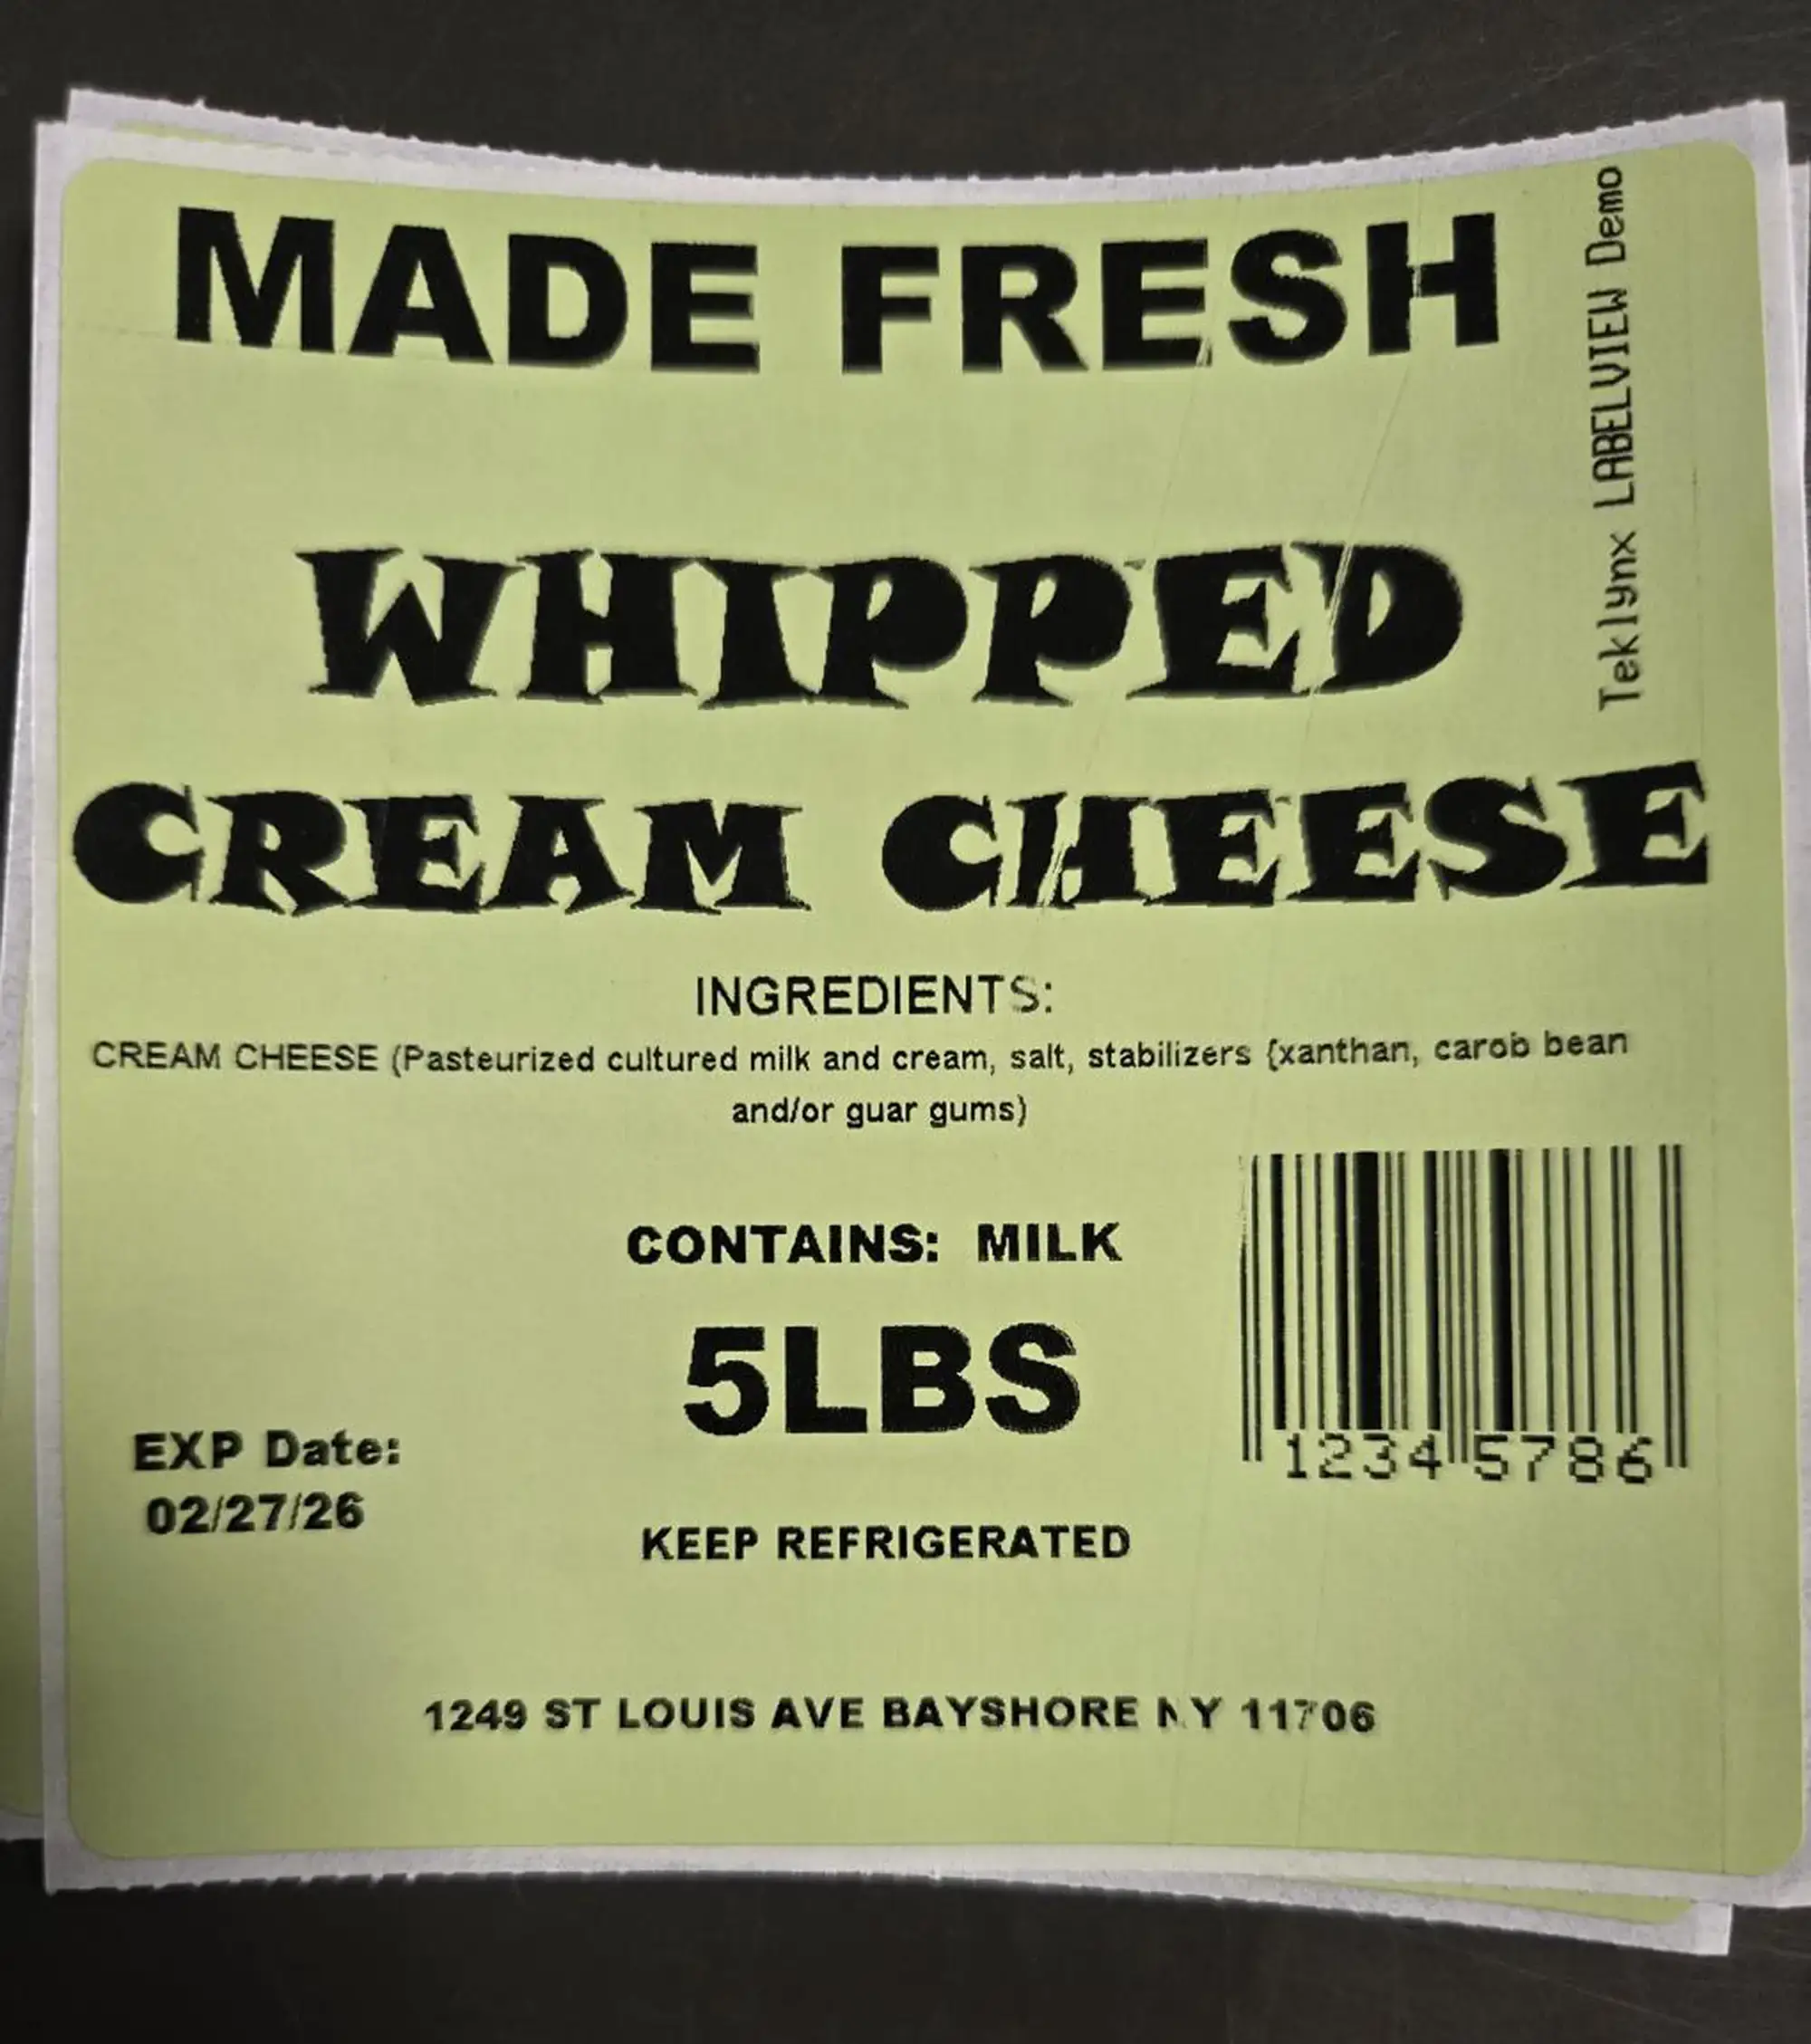 MADE FRESH
Teklynx LABELVIEW Demo
WHIPPED
CREAM CHEESE
INGREDIENTS:
CREAM CHEESE (Pasteurized cultured milk and cream, salt, stabilizers {xanthan, carob bean
and/or guar gums)
CONTAINS: MILK
5LBS
1234 5786
EXP Date:
02/27/26
KEEP REFRIGERATED
1249 ST LOUIS AVE BAYSHORE NY 11706